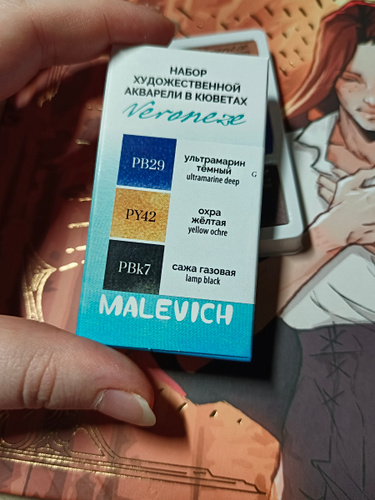 НАБОР
ХУДОЖЕСТВЕННОЙ
АКВАРЕЛИ В КЮВЕТАХ
Veroneze
PB29
ультрамарин
тёмный
ultramarine deep
G
PY42
охра
жёлтая
yellow ochre
PBk7
сажа газовая
lamp black
MALEVICH